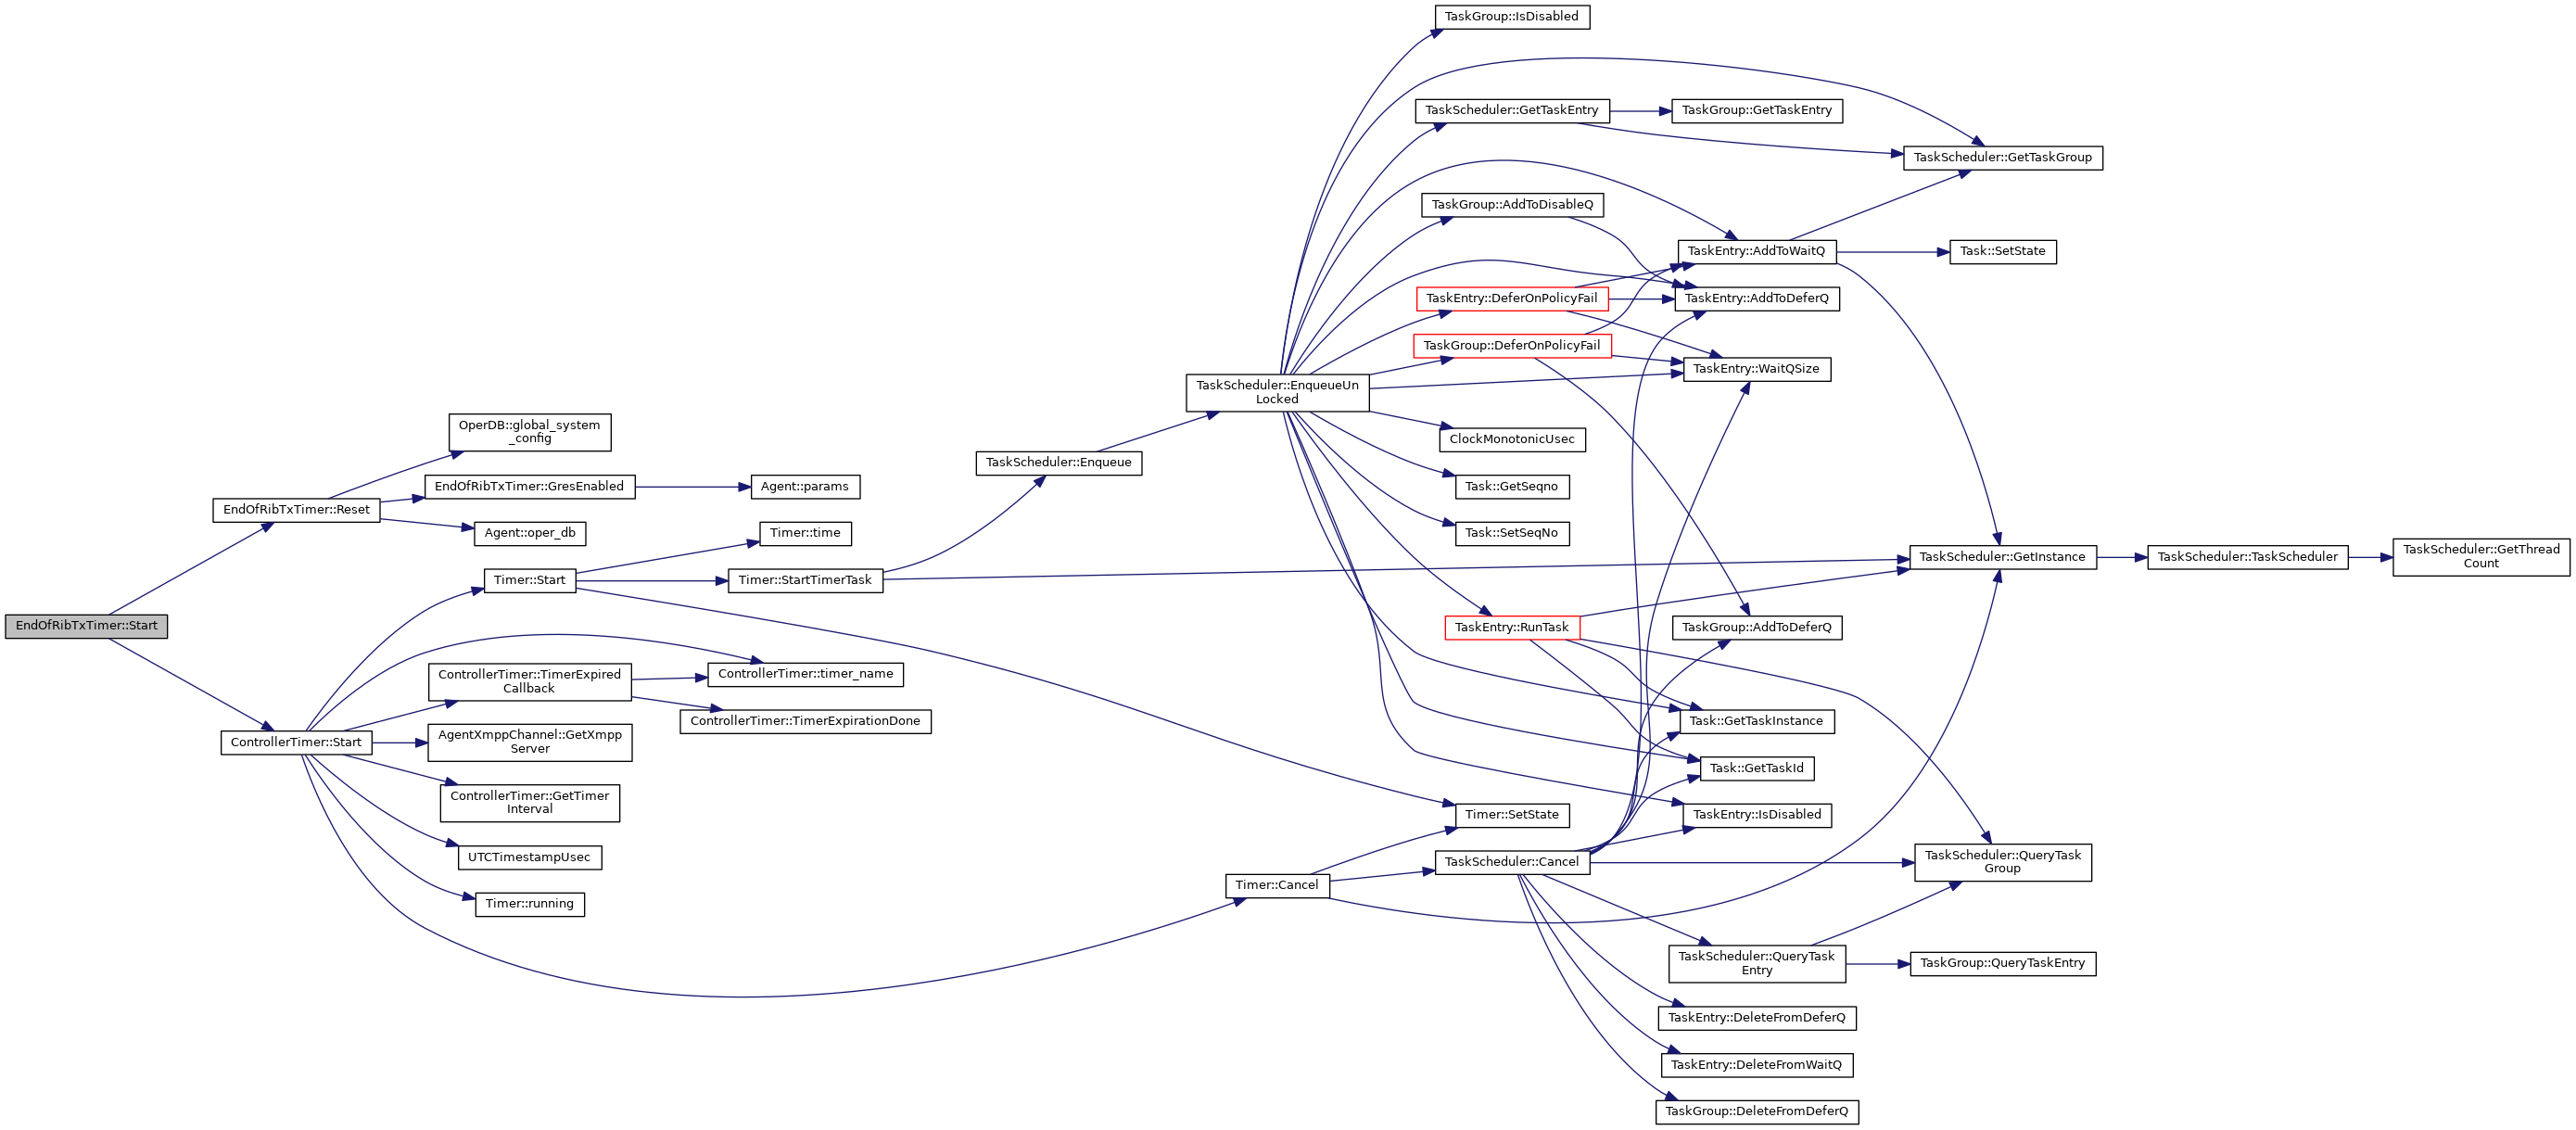 EndOfRibTxTimer::Start
EndOfRibTxTimer::Reset
ControllerTimer::Start
OperDB::global_system
_config
EndOfRibTxTimer::GresEnabled
Agent::oper_db
Agent::params
Timer::Start
Timer::time
Timer::StartTimerTask
ControllerTimer::TimerExpired
Callback
ControllerTimer::timer_name
ControllerTimer::TimerExpirationDone
AgentXmppChannel::GetXmpp
Server
ControllerTimer::GetTimer
Interval
UTCTimestampUsec
Timer::running
TaskScheduler::Enqueue
TaskScheduler::EnqueueUn
Locked
Timer::Cancel
TaskGroup::IsDisabled
TaskScheduler::GetTaskEntry
TaskGroup::GetTaskEntry
TaskScheduler::GetTaskGroup
TaskGroup::AddToDisableQ
TaskEntry::AddToWaitQ
Task::SetState
TaskEntry::DeferOnPolicyFail
TaskEntry::AddToDeferQ
TaskGroup::DeferOnPolicyFail
TaskEntry::WaitQSize
ClockMonotonicUsec
Task::GetSeqno
Task::SetSeqNo
TaskScheduler::GetInstance
TaskScheduler::TaskScheduler
TaskScheduler::GetThread
Count
TaskEntry::RunTask
TaskGroup::AddToDeferQ
Task::GetTaskInstance
Task::GetTaskId
Timer::SetState
TaskEntry::IsDisabled
TaskScheduler::Cancel
TaskScheduler::QueryTask
Group
TaskScheduler::QueryTask
Entry
TaskGroup::QueryTaskEntry
TaskEntry::DeleteFromDeferQ
TaskEntry::DeleteFromWaitQ
TaskGroup::DeleteFromDeferQ